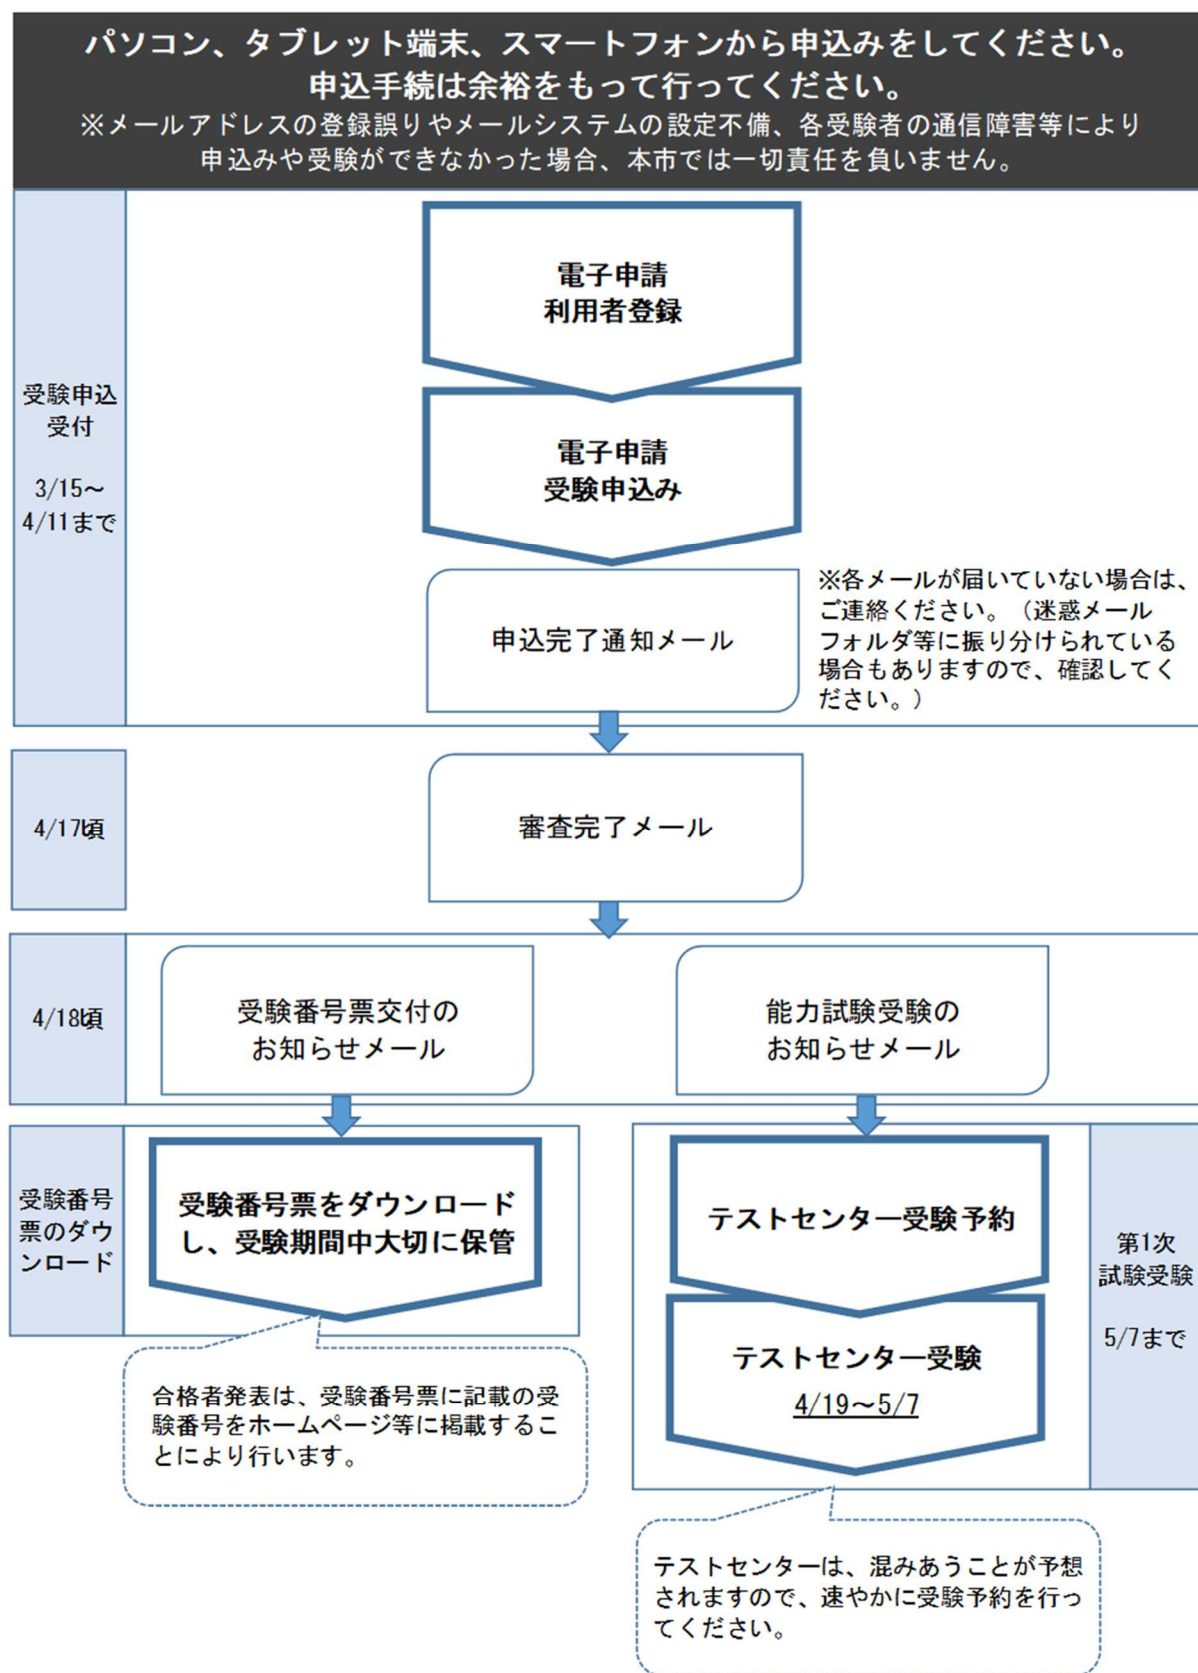 パソコン、タブレット端末、スマートフォンから申込みをしてください。
申込手続は余裕をもって行ってください。
※メールアドレスの登録誤りやメールシステムの設定不備、各受験者の通信障害等により
申込みや受験ができなかった場合、本市では一切責任を負いません。
受験申込
受付
3/15～
4/11まで
電子申請
利用者登録
電子申請
受験申込み
申込完了通知メール
※各メールが届いていない場合は、
ご連絡ください。（迷惑メール
フォルダ等に振り分けられている
場合もありますので、確認してく
ださい。）
4/17頃
審査完了メール
4/18頃
受験番号票交付の
お知らせメール
能力試験受験の
お知らせメール
受験番号
票のダウ
ンロード
受験番号票をダウンロード
し、受験期間中大切に保管
合格者発表は、受験番号票に記載の受
験番号をホームページ等に掲載するこ
とにより行います。
テストセンター受験予約
テストセンター受験
4/19～5/7
第1次
試験受験
5/7まで
テストセンターは、混みあうことが予想
されますので、速やかに受験予約を行っ
てください。